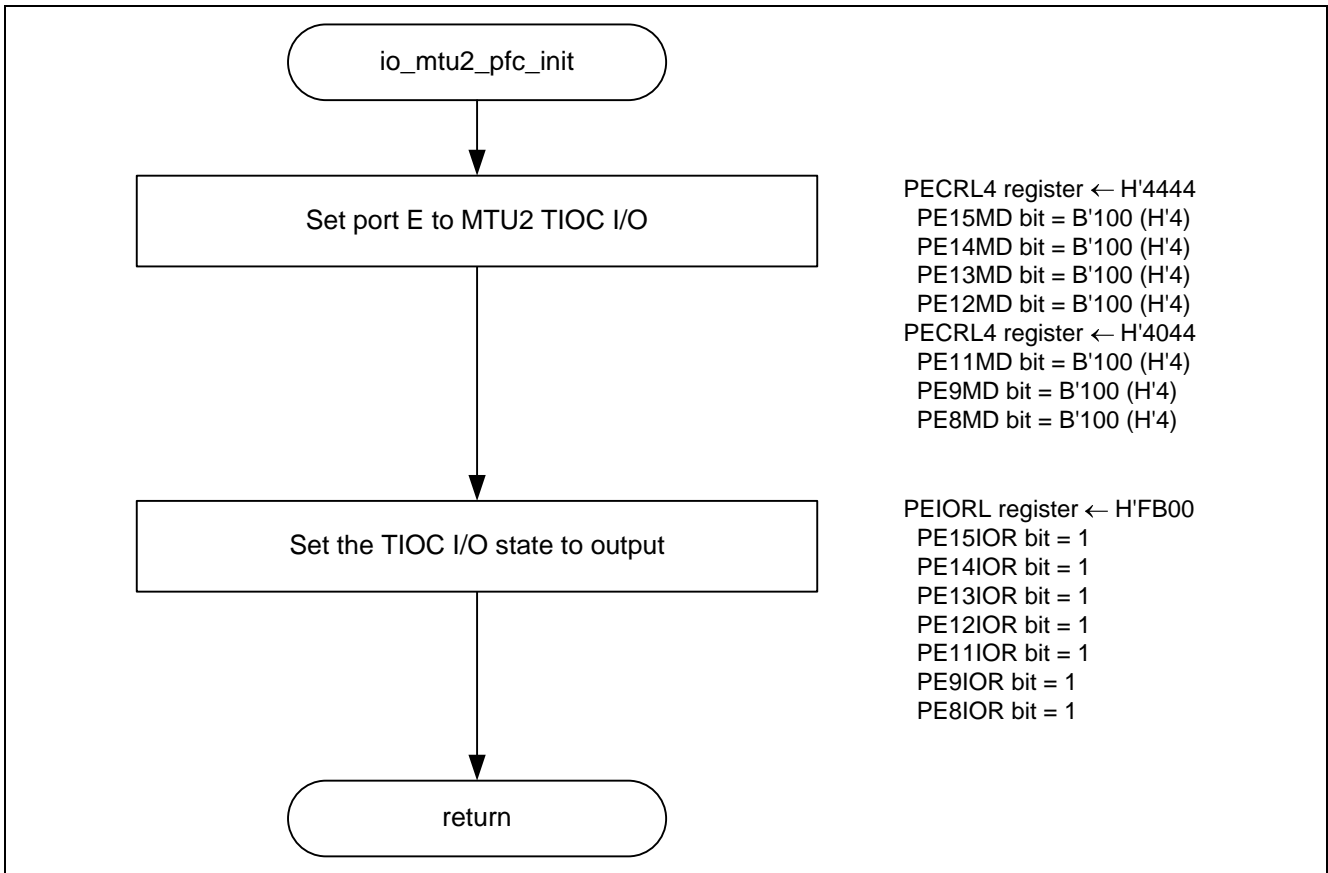 io_mtu2_pfc_init
Set port E to MTU2 TIOC I/O
PECRL4 register ← H'4444
PE15MD bit = B'100 (H'4)
PE14MD bit = B'100 (H'4)
PE13MD bit = B'100 (H'4)
PE12MD bit = B'100 (H'4)
PECRL4 register ← H'4044
PE11MD bit = B'100 (H'4)
PE9MD bit = B'100 (H'4)
PE8MD bit = B'100 (H'4)
Set the TIOC I/O state to output
PEIORL register ← H'FB00
PE15IOR bit = 1
PE14IOR bit = 1
PE13IOR bit = 1
PE12IOR bit = 1
PE11IOR bit = 1
PE9IOR bit = 1
PE8IOR bit = 1
return